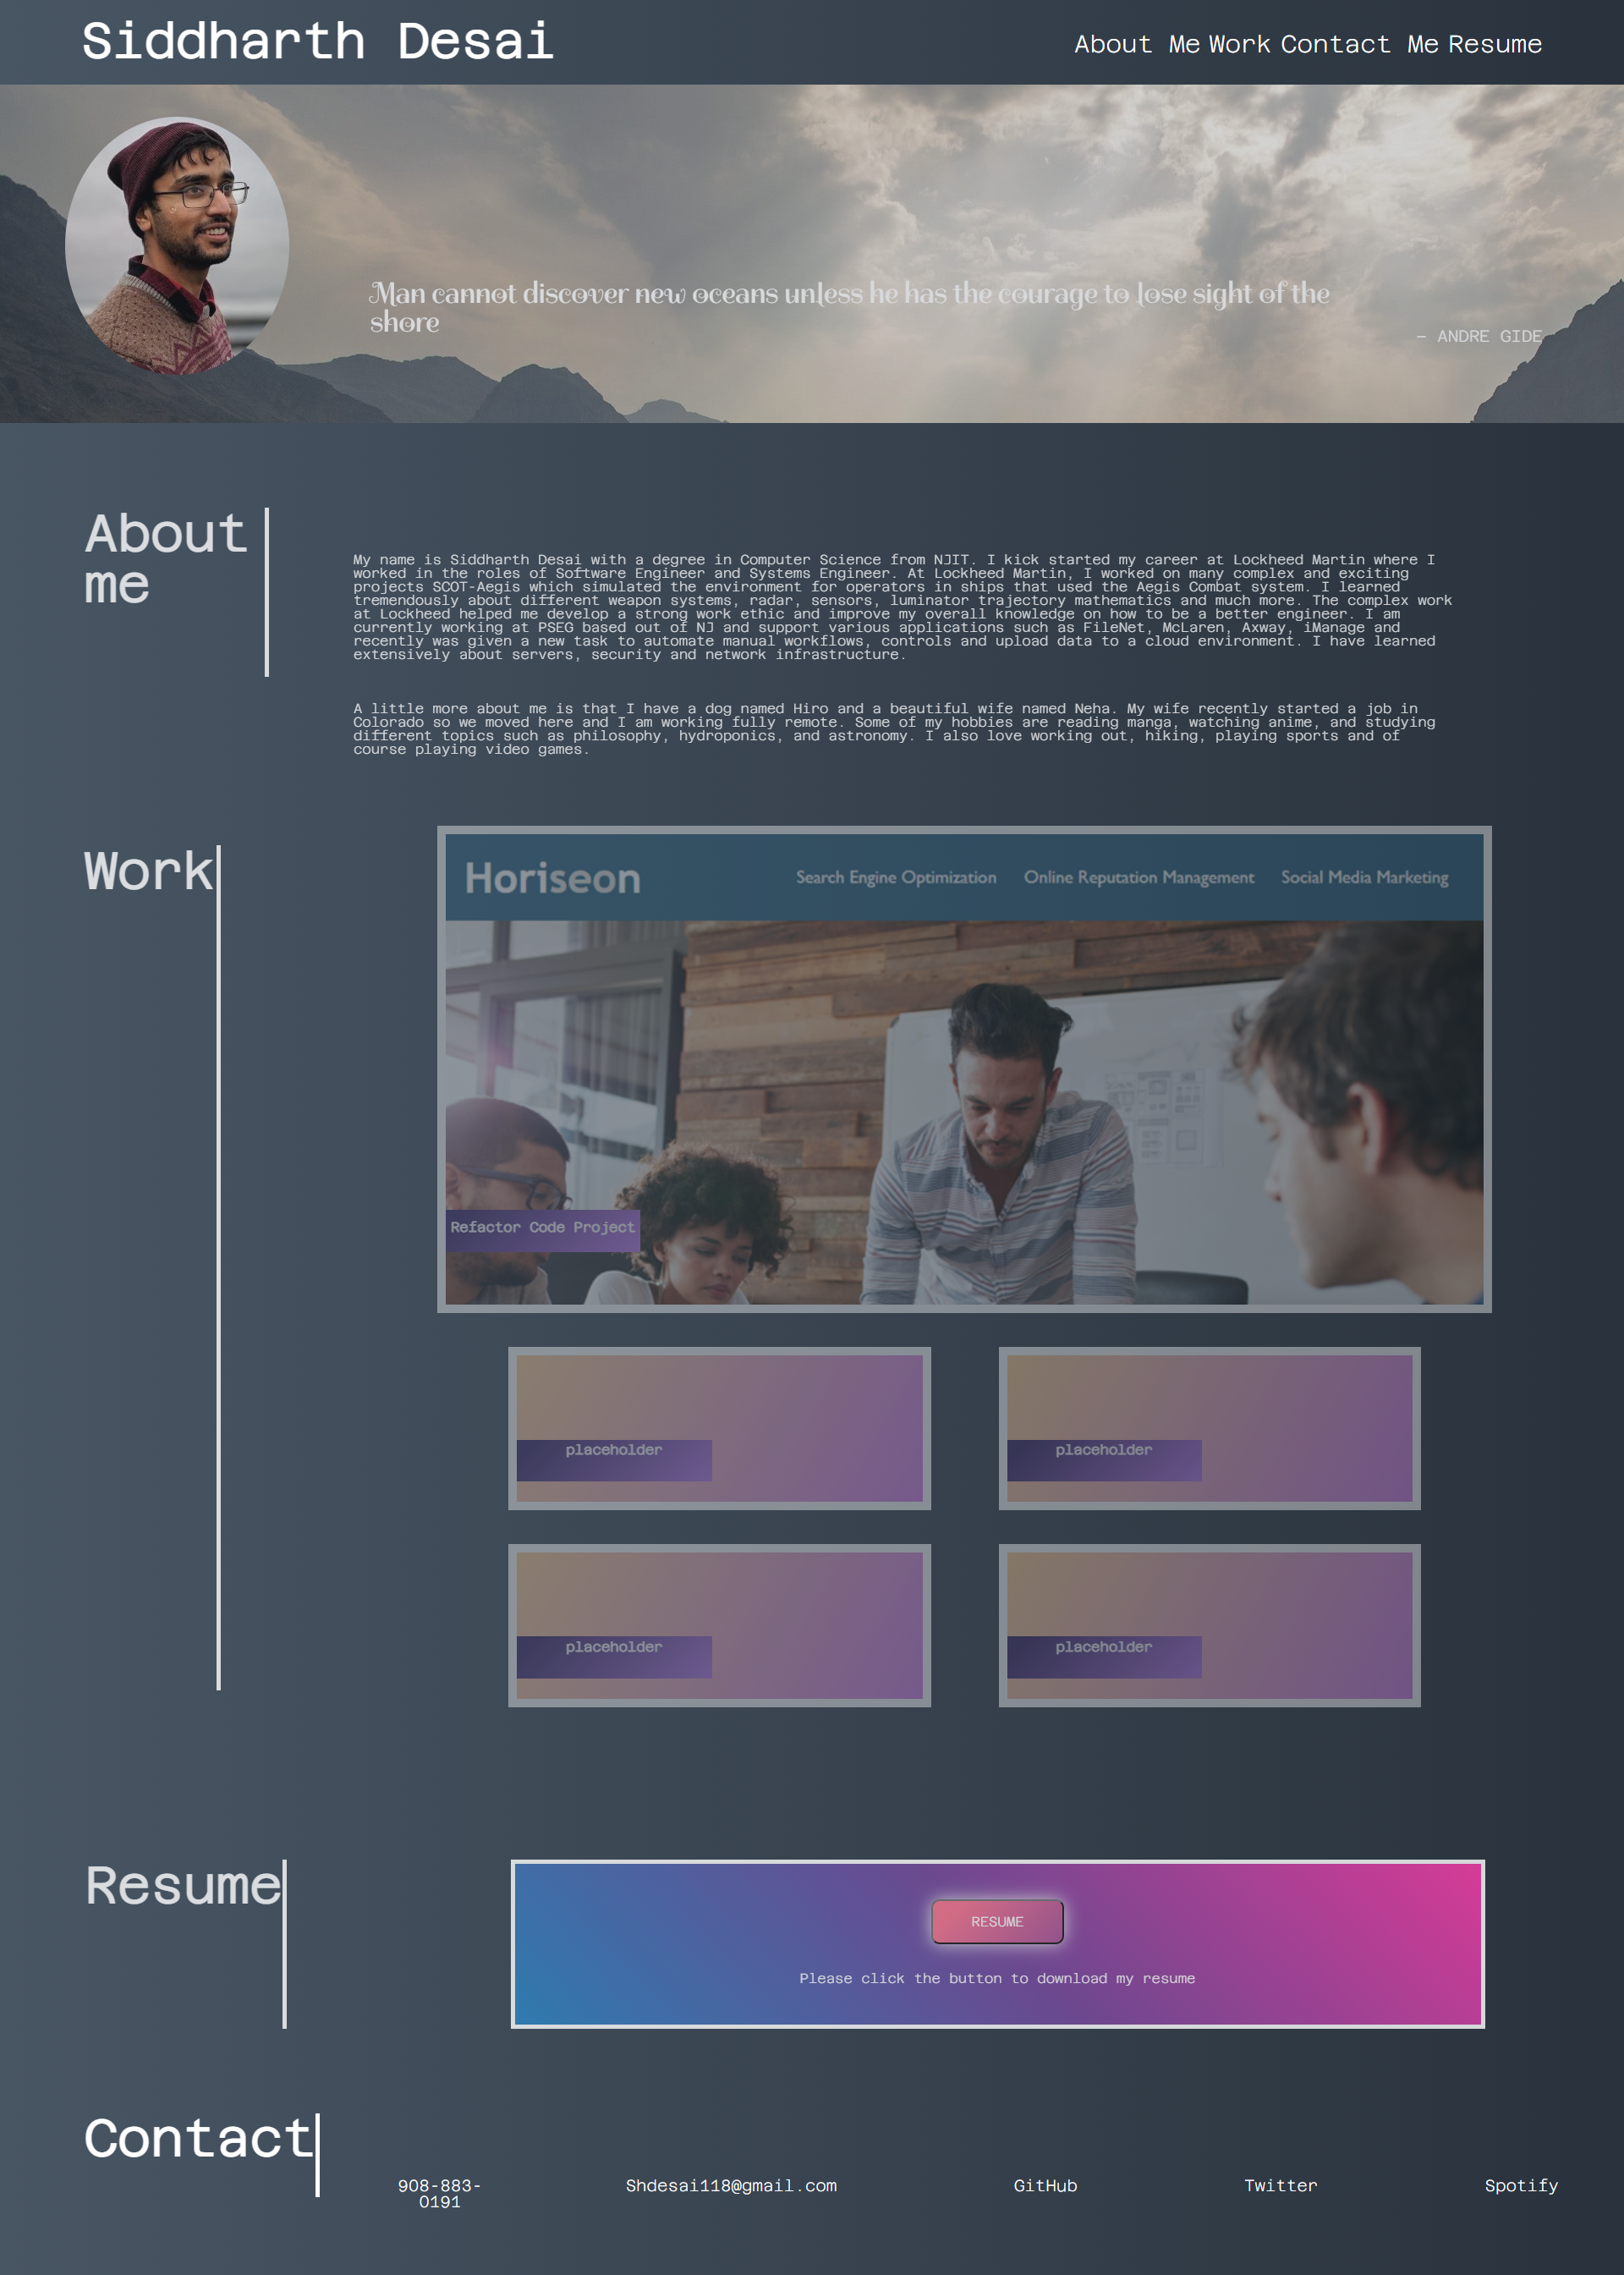 Siddharth Desai
About Me Work Contact Me Resume
Man cannot discover new oceans unless he has the courage to lose sight of the
shore
– ANDRE GIDE
About
me
My name is Siddharth Desai with a degree in Computer Science from NJIT. I kick started my career at Lockheed Martin where I
worked in the roles of Software Engineer and Systems Engineer. At Lockheed Martin, I worked on many complex and exciting
projects SCOT-Aegis which simulated the environment for operators in ships that used the Aegis Combat system. I learned
tremendously about different weapon systems, radar, sensors, luminator trajectory mathematics and much more. The complex work
at Lockheed helped me develop a strong work ethic and improve my overall knowledge on how to be a better engineer. I am
currently working at PSEG based out of NJ and support various applications such as FileNet, McLaren, Axway, iManage and
recently was given a new task to automate manual workflows, controls and upload data to a cloud environment. I have learned
extensively about servers, security and network infrastructure.
A little more about me is that I have a dog named Hiro and a beautiful wife named Neha. My wife recently started a job in
Colorado so we moved here and I am working fully remote. Some of my hobbies are reading manga, watching anime, and studying
different topics such as philosophy, hydroponics, and astronomy. I also love working out, hiking, playing sports and of
course playing video games.
Work
Horiseon
Search Engine Optimization Online Reputation Management Social Media Marketing
Refactor Code Project
placeholder
placeholder
placeholder
placeholder
Resume
RESUME
Please click the button to download my resume
Contact
908-883-
0191
Shdesai118@gmail.com
GitHub
Twitter
Spotify